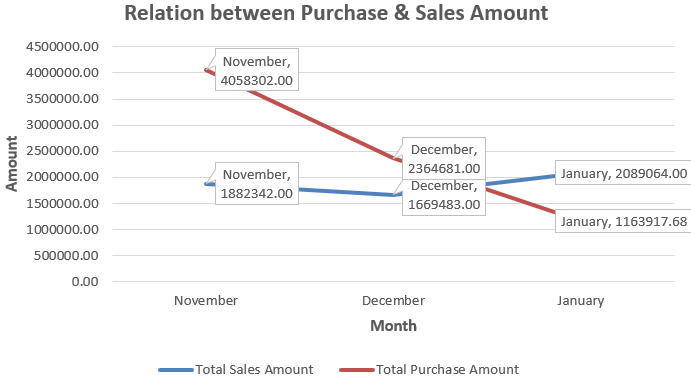 Relation between Purchase & Sales Amount
4500000.00
4000000.00
3500000.00
3000000.00
2500000.00
2000000.00
1500000.00
1000000.00
500000.00
0.00
Amount
November,
4058302.00
November,
1882342.00
December,
2364681.00
December,
1669483.00
January, 2089064.00
January, 1163917.68
November
December
January
Month
Total Sales Amount
Total Purchase Amount